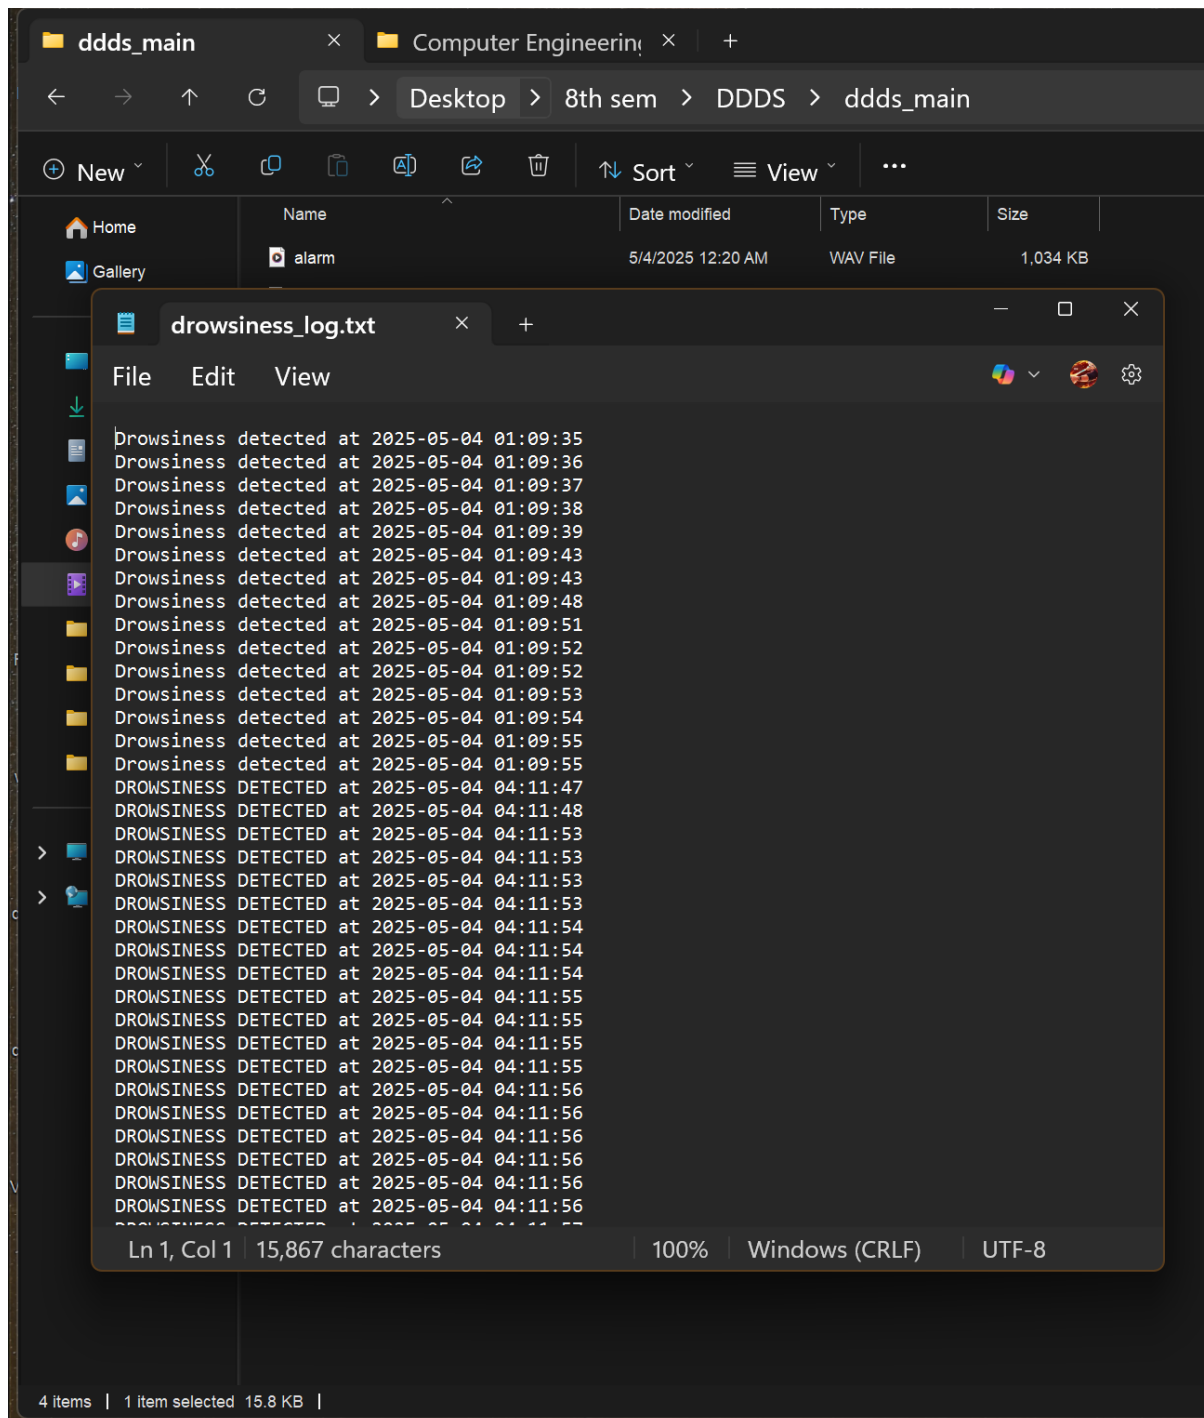 ddds_main
Computer Engineering
Desktop > 8th sem > DDDS > ddds_main
New
Sort
View
Name
Date modified
Type
Size
Home
Gallery
alarm
5/4/2025 12:20 AM
WAV File
1,034 KB
drowsiness_log.txt
File Edit View
Drowsiness detected at 2025-05-04 01:09:35
Drowsiness detected at 2025-05-04 01:09:36
Drowsiness detected at 2025-05-04 01:09:37
Drowsiness detected at 2025-05-04 01:09:38
Drowsiness detected at 2025-05-04 01:09:39
Drowsiness detected at 2025-05-04 01:09:43
Drowsiness detected at 2025-05-04 01:09:43
Drowsiness detected at 2025-05-04 01:09:48
Drowsiness detected at 2025-05-04 01:09:51
Drowsiness detected at 2025-05-04 01:09:52
Drowsiness detected at 2025-05-04 01:09:52
Drowsiness detected at 2025-05-04 01:09:53
Drowsiness detected at 2025-05-04 01:09:54
Drowsiness detected at 2025-05-04 01:09:55
Drowsiness detected at 2025-05-04 01:09:55
DROWSINESS DETECTED at 2025-05-04 04:11:47
DROWSINESS DETECTED at 2025-05-04 04:11:48
DROWSINESS DETECTED at 2025-05-04 04:11:53
DROWSINESS DETECTED at 2025-05-04 04:11:53
DROWSINESS DETECTED at 2025-05-04 04:11:53
DROWSINESS DETECTED at 2025-05-04 04:11:53
DROWSINESS DETECTED at 2025-05-04 04:11:54
DROWSINESS DETECTED at 2025-05-04 04:11:54
DROWSINESS DETECTED at 2025-05-04 04:11:54
DROWSINESS DETECTED at 2025-05-04 04:11:55
DROWSINESS DETECTED at 2025-05-04 04:11:55
DROWSINESS DETECTED at 2025-05-04 04:11:55
DROWSINESS DETECTED at 2025-05-04 04:11:55
DROWSINESS DETECTED at 2025-05-04 04:11:56
DROWSINESS DETECTED at 2025-05-04 04:11:56
DROWSINESS DETECTED at 2025-05-04 04:11:56
DROWSINESS DETECTED at 2025-05-04 04:11:56
DROWSINESS DETECTED at 2025-05-04 04:11:56
DROWSINESS DETECTED at 2025-05-04 04:11:56
Ln 1, Col 1
15,867 characters
100%
Windows (CRLF)
UTF-8
4 items
1 item selected 15.8 KB